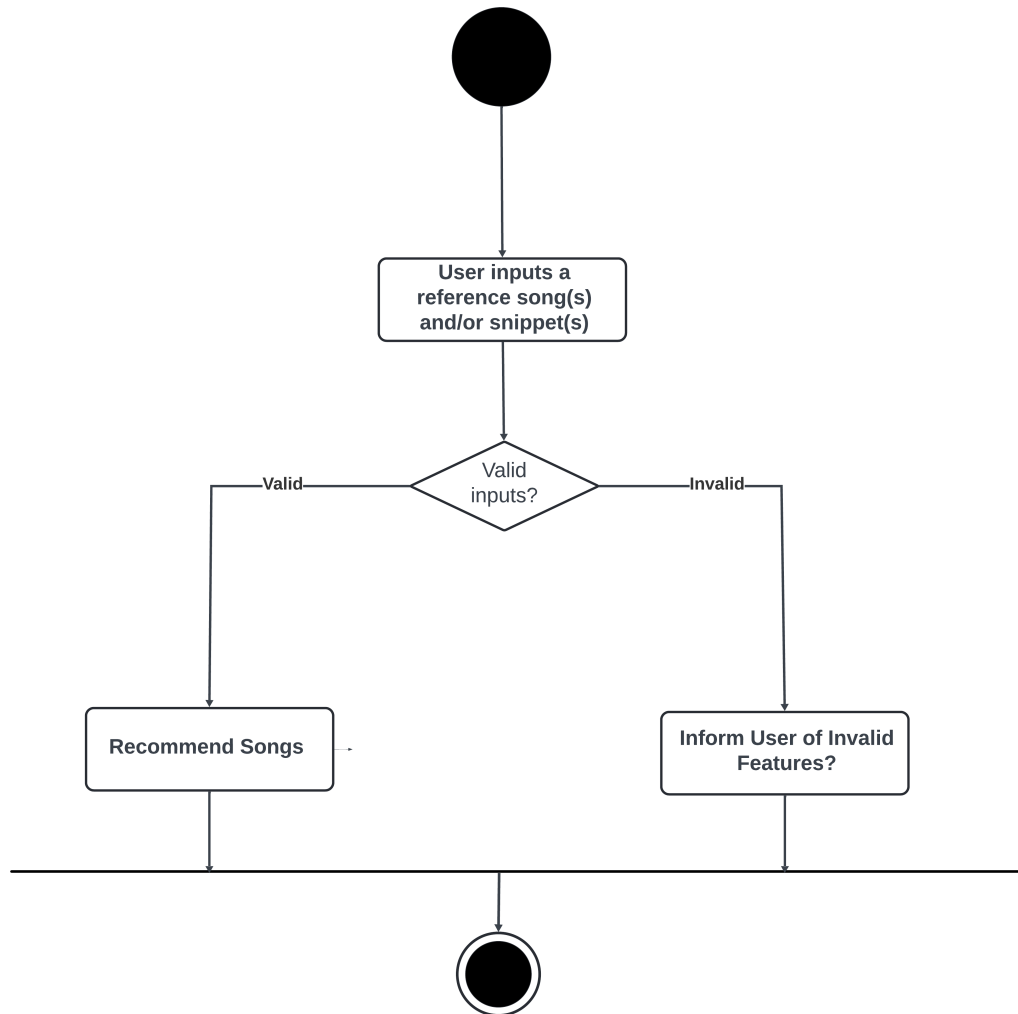 User inputs a
reference song(s)
and/or snippet(s)
Valid
inputs?
Valid
Invalid
Recommend Songs
Inform User of Invalid
Features?